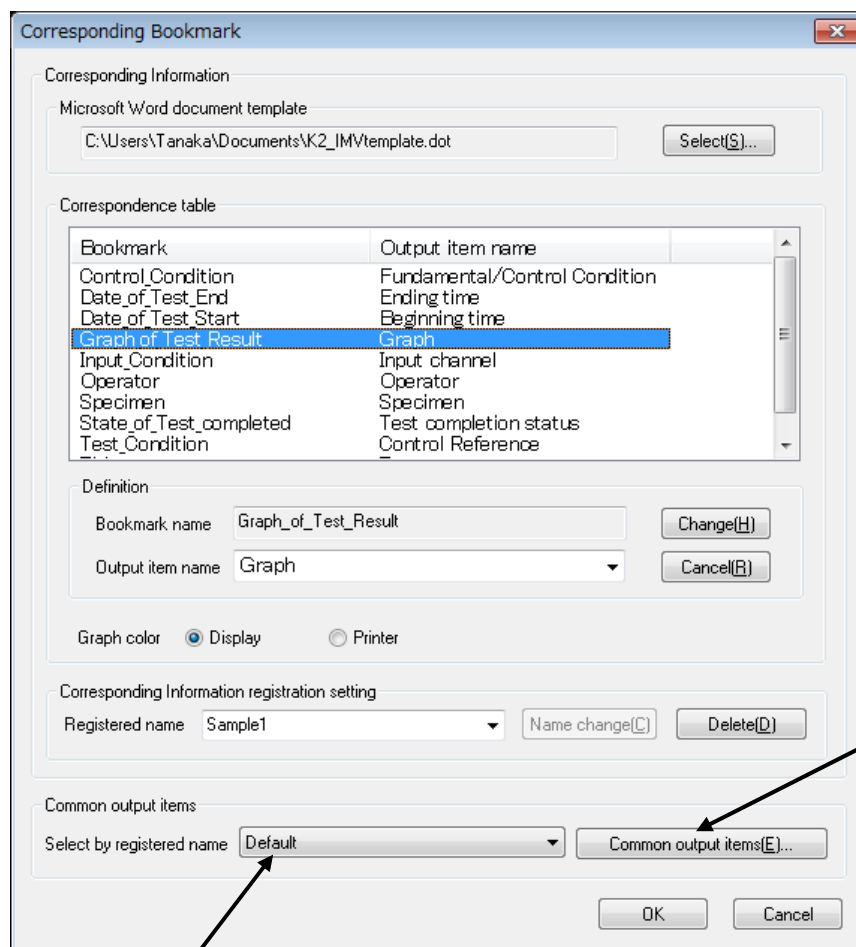 Corresponding Bookmark
Corresponding Information
Microsoft Word document template
C:\Users\Tanaka\Documents\K2_IMVtemplate.dot Select(S)...
Correspondence table
Bookmark Output item name
Control_Condition Fundamental/Control Condition
Date_of_Test_End Ending time
Date_of_Test_Start Beginning time
Graph of Test_Result Graph
Input_Condition Input channel
Operator Operator
Specimen Specimen
State_of_Test_completed Test completion status
Test_Condition Control Reference
Definition
Bookmark name Graph_of_Test_Result Change(H)
Output item name Graph Cancel(R)
Graph color Display Printer
Corresponding Information registration setting
Registered name Sample1 Name change(C) Delete(D)
Common output items
Select by registered name Default Common output items(E)...
OK Cancel